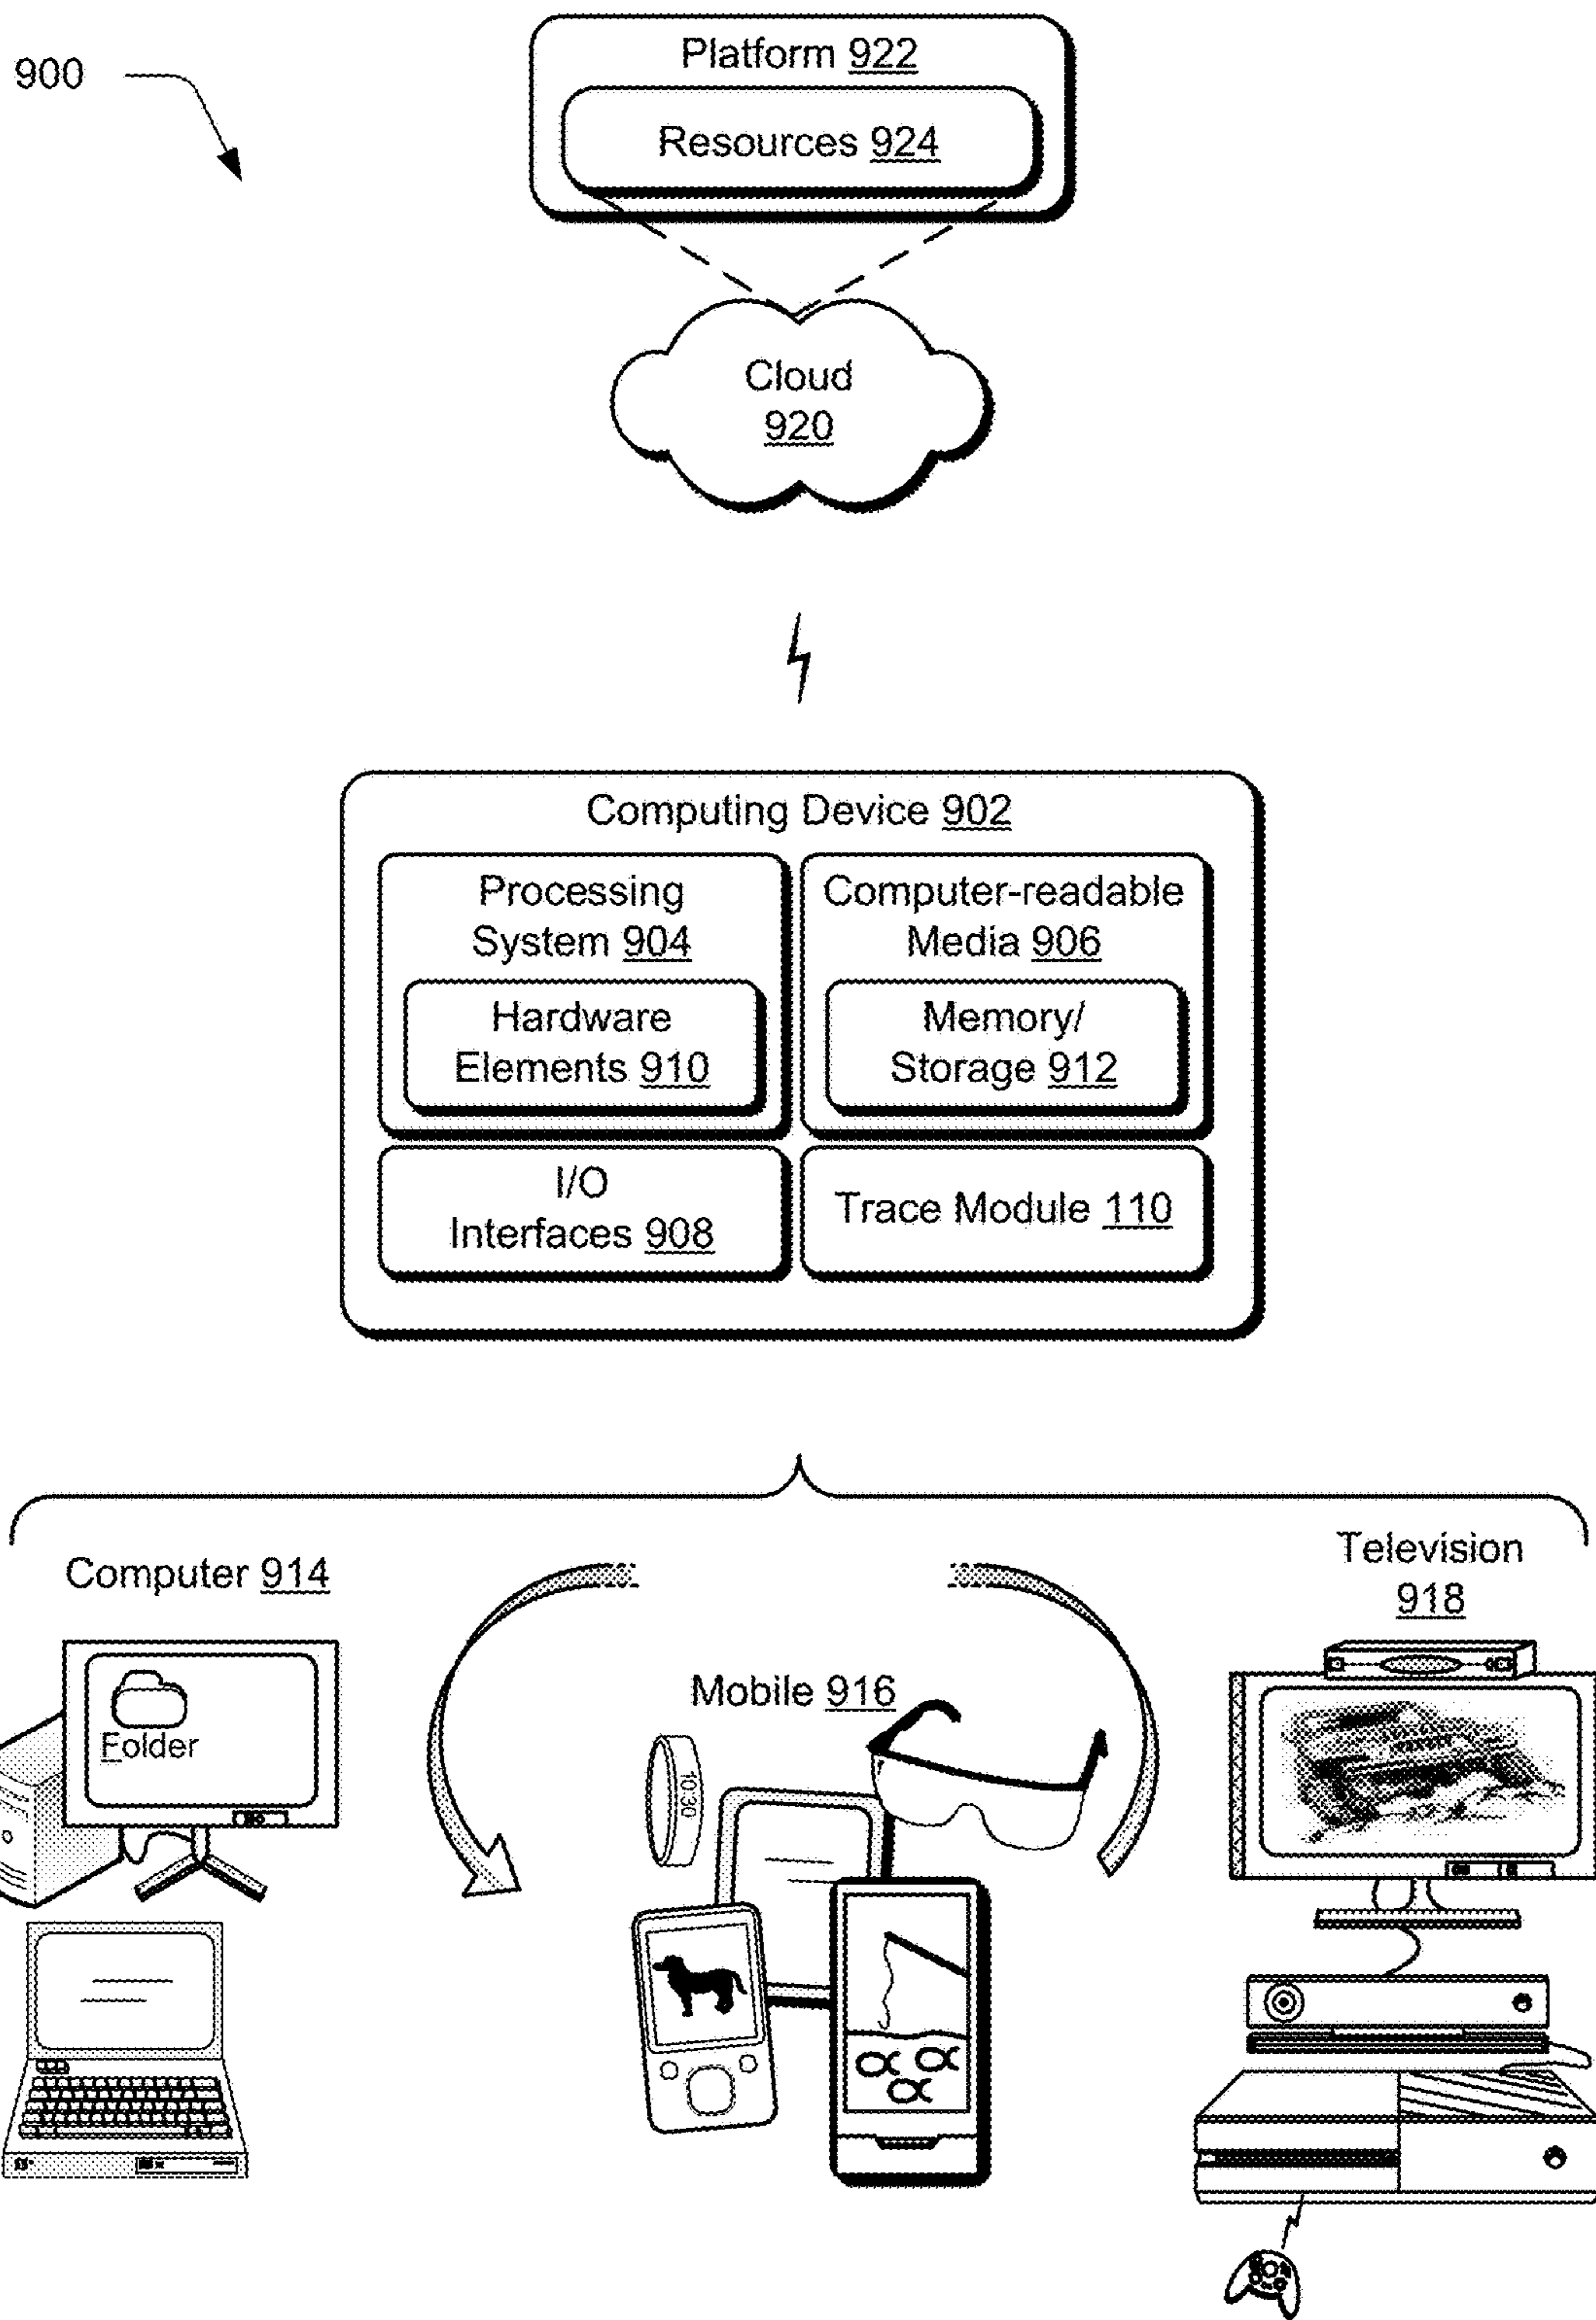 900
Platform 922
Resources 924
Cloud
920
Computing Device 902
Processing
System 904
Computer-readable
Media 906
Hardware
Elements 910
Memory/
Storage 912
I/O
Interfaces 908
Trace Module 110
Computer 914
Television
918
Folder
Mobile 916
10:30